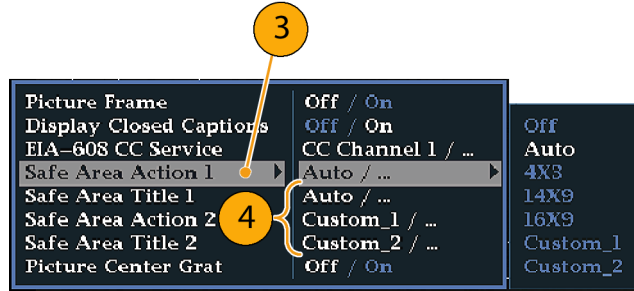 3
Picture Frame Off / On
Display Closed Captions Off / On
EIA-608 CC Service CC Channel 1 / ...
Safe Area Action 1 Auto / ...
Safe Area Title 1 Auto / ...
Safe Area Action 2 Custom_1 / ...
Safe Area Title 2 Custom_2 / ...
Picture Center Grat Off / On
4
Off
Auto
4X3
14X9
16X9
Custom_1
Custom_2